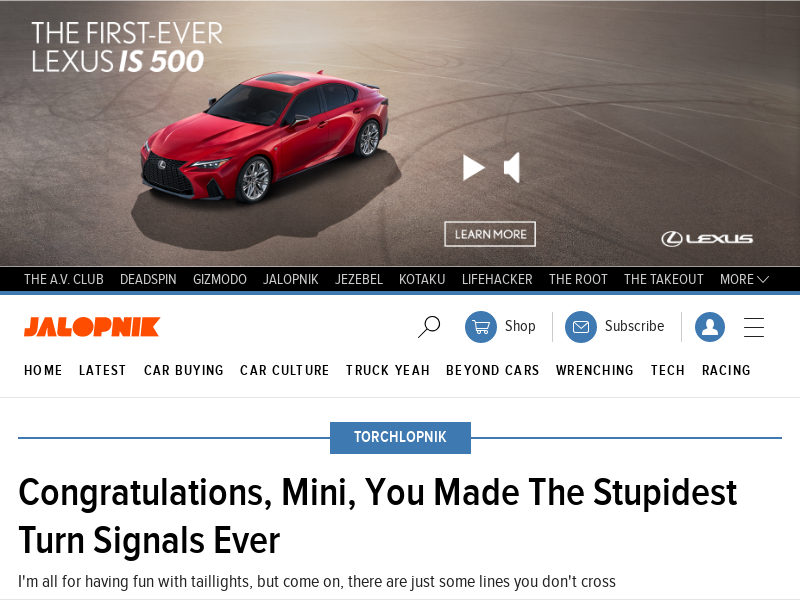 THE FIRST-EVER
LEXUS IS 500
LEARN MORE
LEXUS
THE A.V. CLUB DEADSPIN GIZMODO JALOPNIK JEZEBEL KOTAKU LIFEHACKER THE ROOT THE TAKEOUT MORE
JALOPNIK
Shop
Subscribe
HOME LATEST CAR BUYING CAR CULTURE TRUCK YEAH BEYOND CARS WRENCHING TECH RACING
TORCHLOPNIK
Congratulations, Mini, You Made The Stupidest
Turn Signals Ever
I'm all for having fun with taillights, but come on, there are just some lines you don't cross